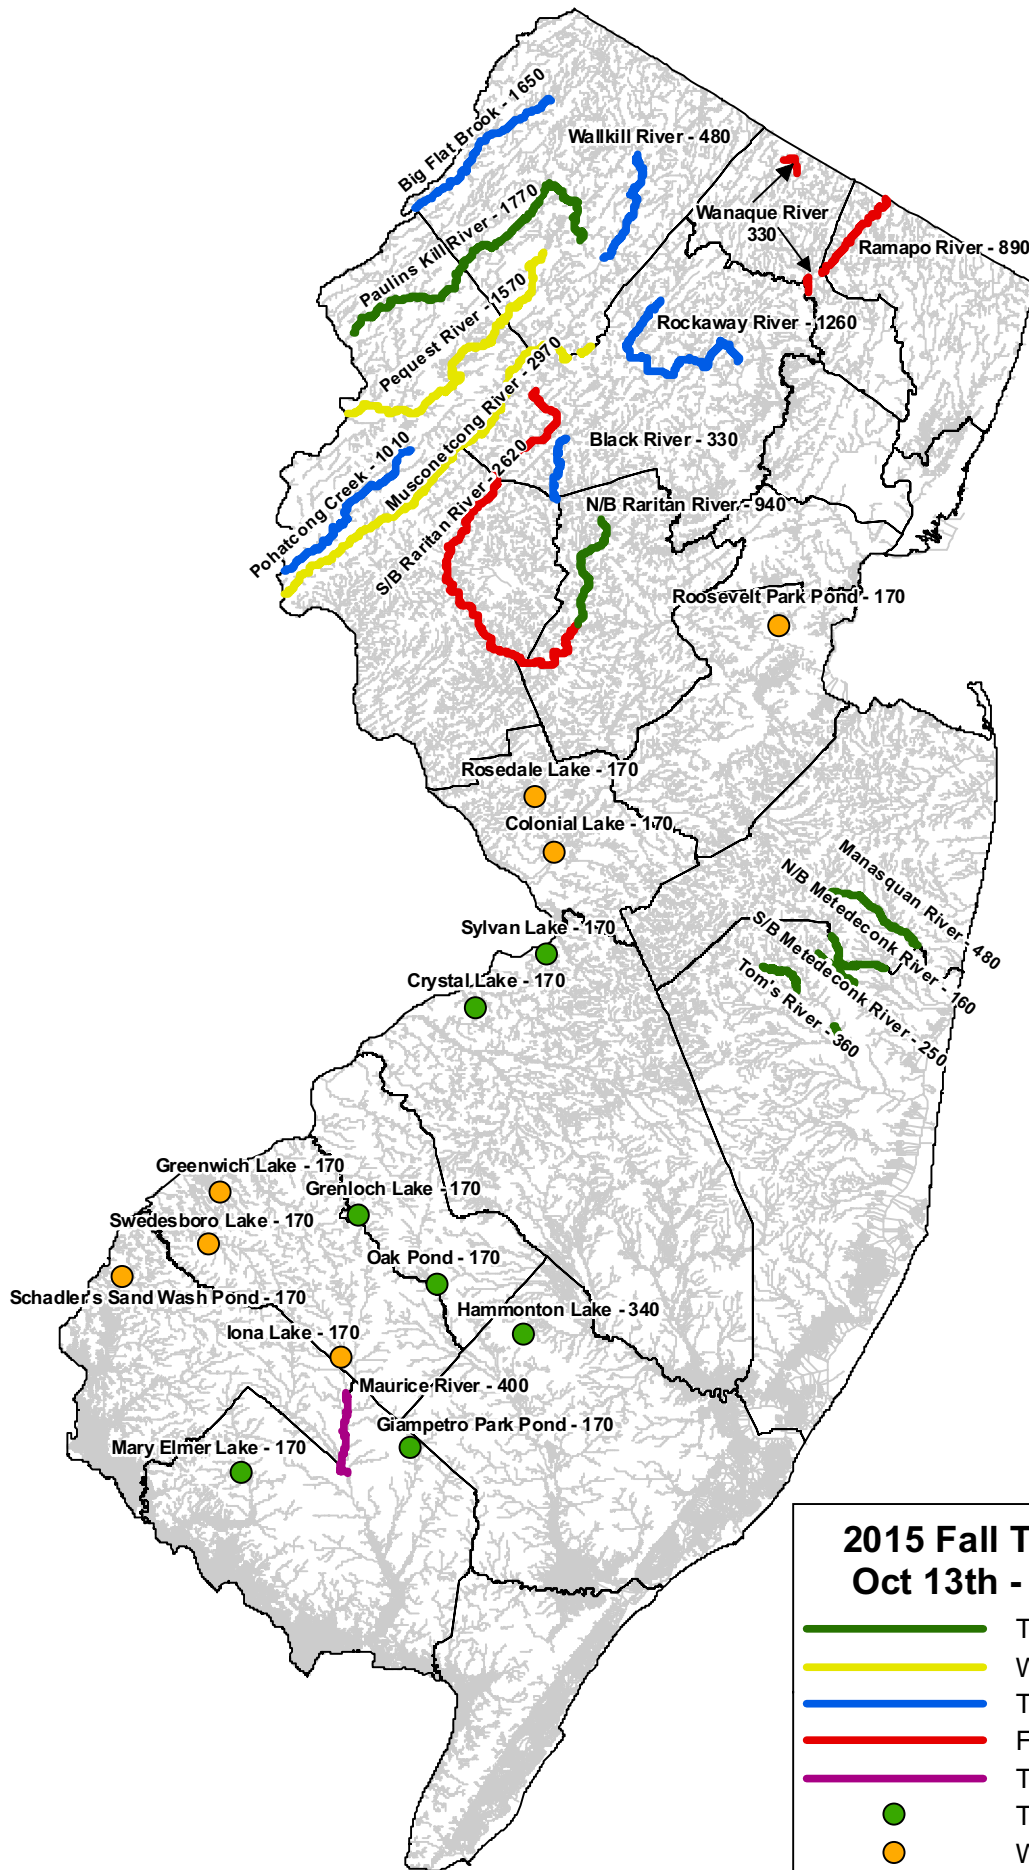 Big Flat Brook - 1650
Wallkill River - 480
Wanaque River
330
Ramapo River - 890
Paulins Kill River - 1770
Pequest River - 1570
Rockaway River - 1260
Musconetcong River - 2970
Pohatcong Creek - 1010
Black River - 330
S/B Raritan River - 2620
N/B Raritan River - 940
Roosevelt Park Pond - 170
Rosedale Lake - 170
Colonial Lake - 170
Manasquan River - 480
N/B Metedeconk River - 160
S/B Metedeconk River - 250
Tom's River - 360
Sylvan Lake - 170
Crystal Lake - 170
Greenwich Lake - 170
Grenloch Lake - 170
Swedesboro Lake - 170
Oak Pond - 170
Schadler's Sand Wash Pond - 170
Hammonton Lake - 340
Iona Lake - 170
Maurice River - 400
Giampetro Park Pond - 170
Mary Elmer Lake - 170
2015 Fall T
Oct 13th -
T
W
T
F
T
T
W